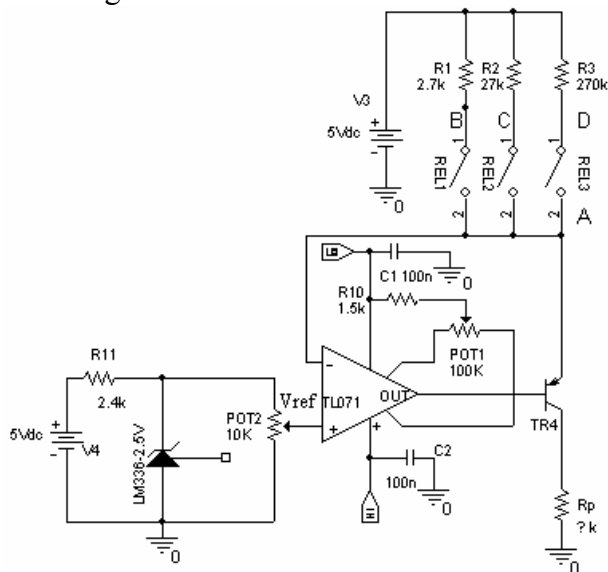 R1
2.7k
R2
27k
R3
270k
V3
5Vdc
+
-
0
B
C
D
1
1
1
REL1
REL2
REL3
2
2
2
A
C1 100n
0
R10
1.5k
POT1
100K
-
TL071
OUT
+
+
R11
2.4k
Vref
POT2
10K
5Vdc
+
-
V4
LM336-2.5V
0
C2
100n
0
TR4
Rp
? k
0